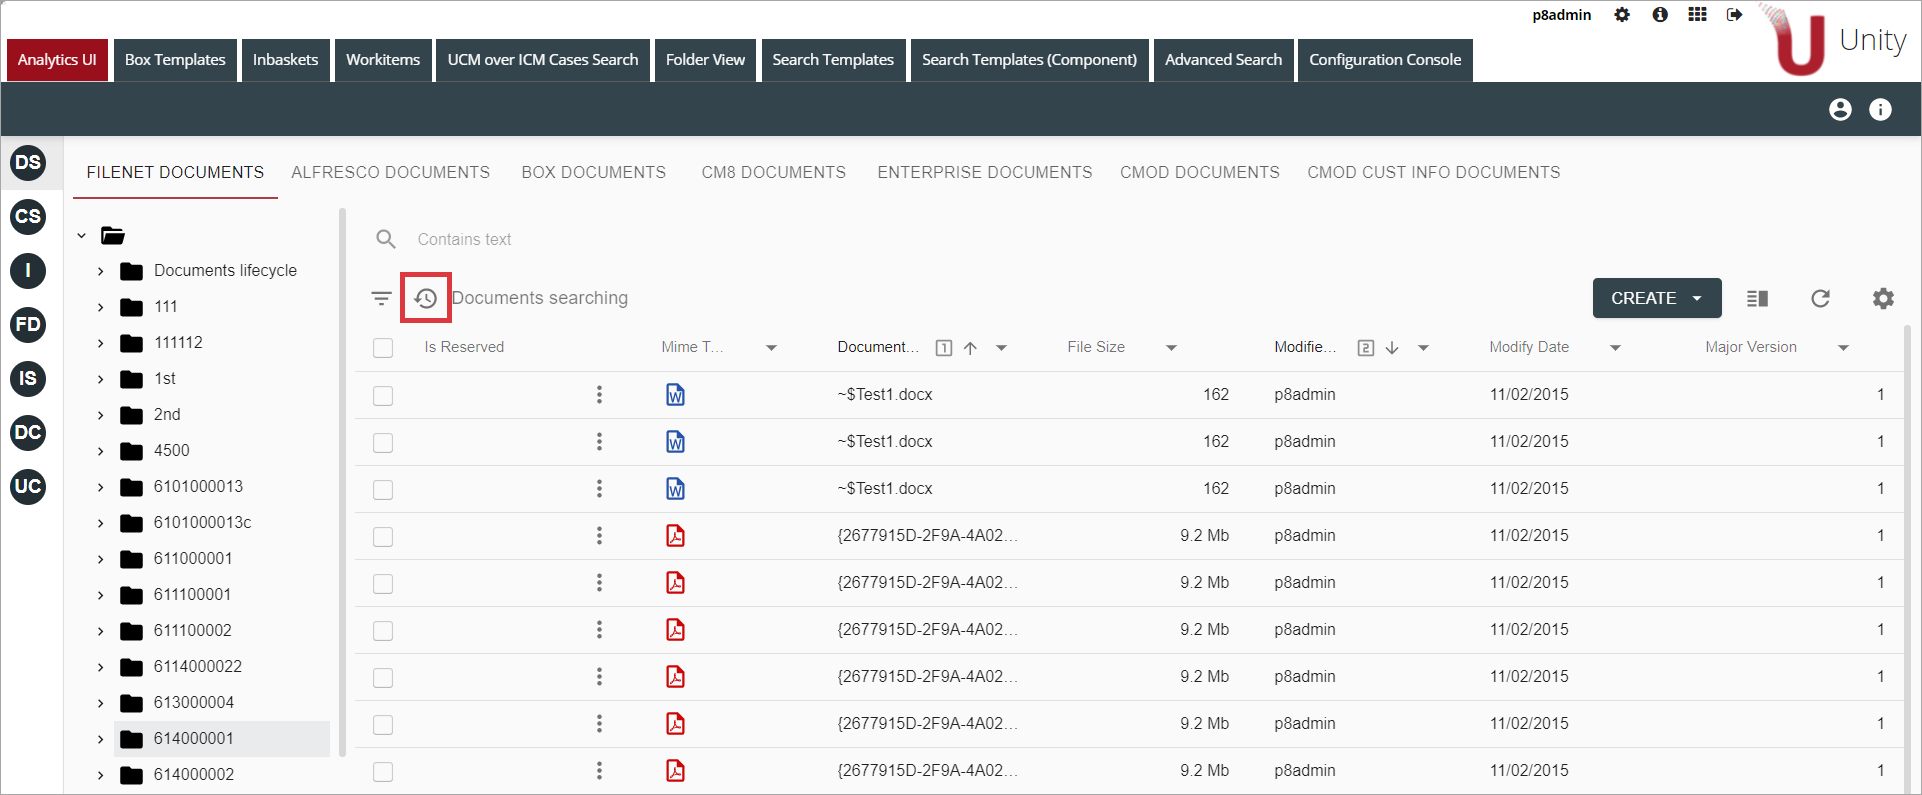 p8admin
Unity
Analytics UI Box Templates Inbaskets Workitems UCM over ICM Cases Search Folder View Search Templates Search Templates (Component) Advanced Search Configuration Console
DS
CS
I
FD
IS
DC
UC
FILENET DOCUMENTS ALFRESCO DOCUMENTS BOX DOCUMENTS CM8 DOCUMENTS ENTERPRISE DOCUMENTS CMOD DOCUMENTS CMOD CUST INFO DOCUMENTS
Documents lifecycle
111
111112
1st
2nd
4500
6101000013
6101000013c
611000001
611100001
611100002
6114000022
613000004
614000001
614000002
Contains text
Documents searching
CREATE
Is Reserved Mime T... Document... 1 File Size Modifie... 2 Modify Date Major Version
~$Test1.docx 162 p8admin 11/02/2015 1
~$Test1.docx 162 p8admin 11/02/2015 1
~$Test1.docx 162 p8admin 11/02/2015 1
{2677915D-2F9A-4A02... 9.2 Mb p8admin 11/02/2015 1
{2677915D-2F9A-4A02... 9.2 Mb p8admin 11/02/2015 1
{2677915D-2F9A-4A02... 9.2 Mb p8admin 11/02/2015 1
{2677915D-2F9A-4A02... 9.2 Mb p8admin 11/02/2015 1
{2677915D-2F9A-4A02... 9.2 Mb p8admin 11/02/2015 1
{2677915D-2F9A-4A02... 9.2 Mb p8admin 11/02/2015 1